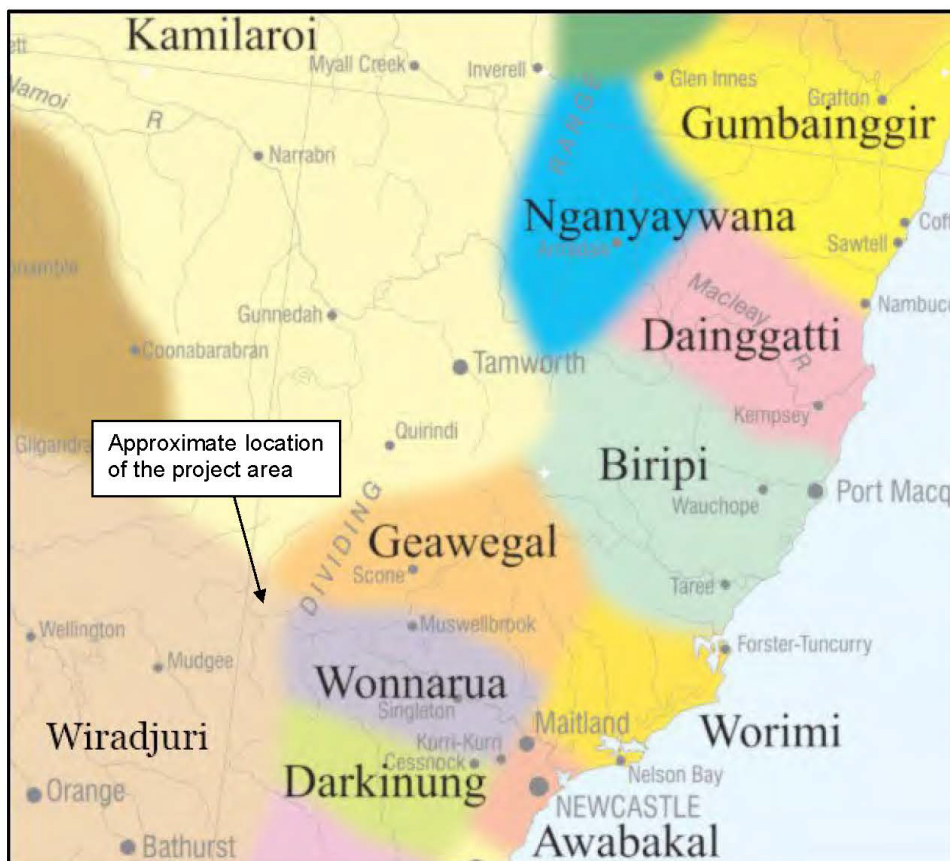 Kamilaroi
Myall Creek
Inverell
Glen Innes
Grafton
Gumbainggir
Namoi
R
Narrabri
RANGE
Nganyaywana
Sawtell
Macleay
R
Nambucc
Gunnedah
Dainggatti
Coonabarabran
Tamworth
Kempsey
Gilgandra
Quirindi
Approximate location
of the project area
Biripi
Wauchope
Port Macq
DIVIDING
Geawegal
Scone
Taree
Wellington
Muswellbrook
Forster-Tuncurry
Mudgee
Wonnarua
Singleton
Wiradjuri
Maitland
Worimi
Kurri-Kurri
Cessnock
Nelson Bay
Darkinung
Orange
NEWCASTLE
Awabakal
Bathurst